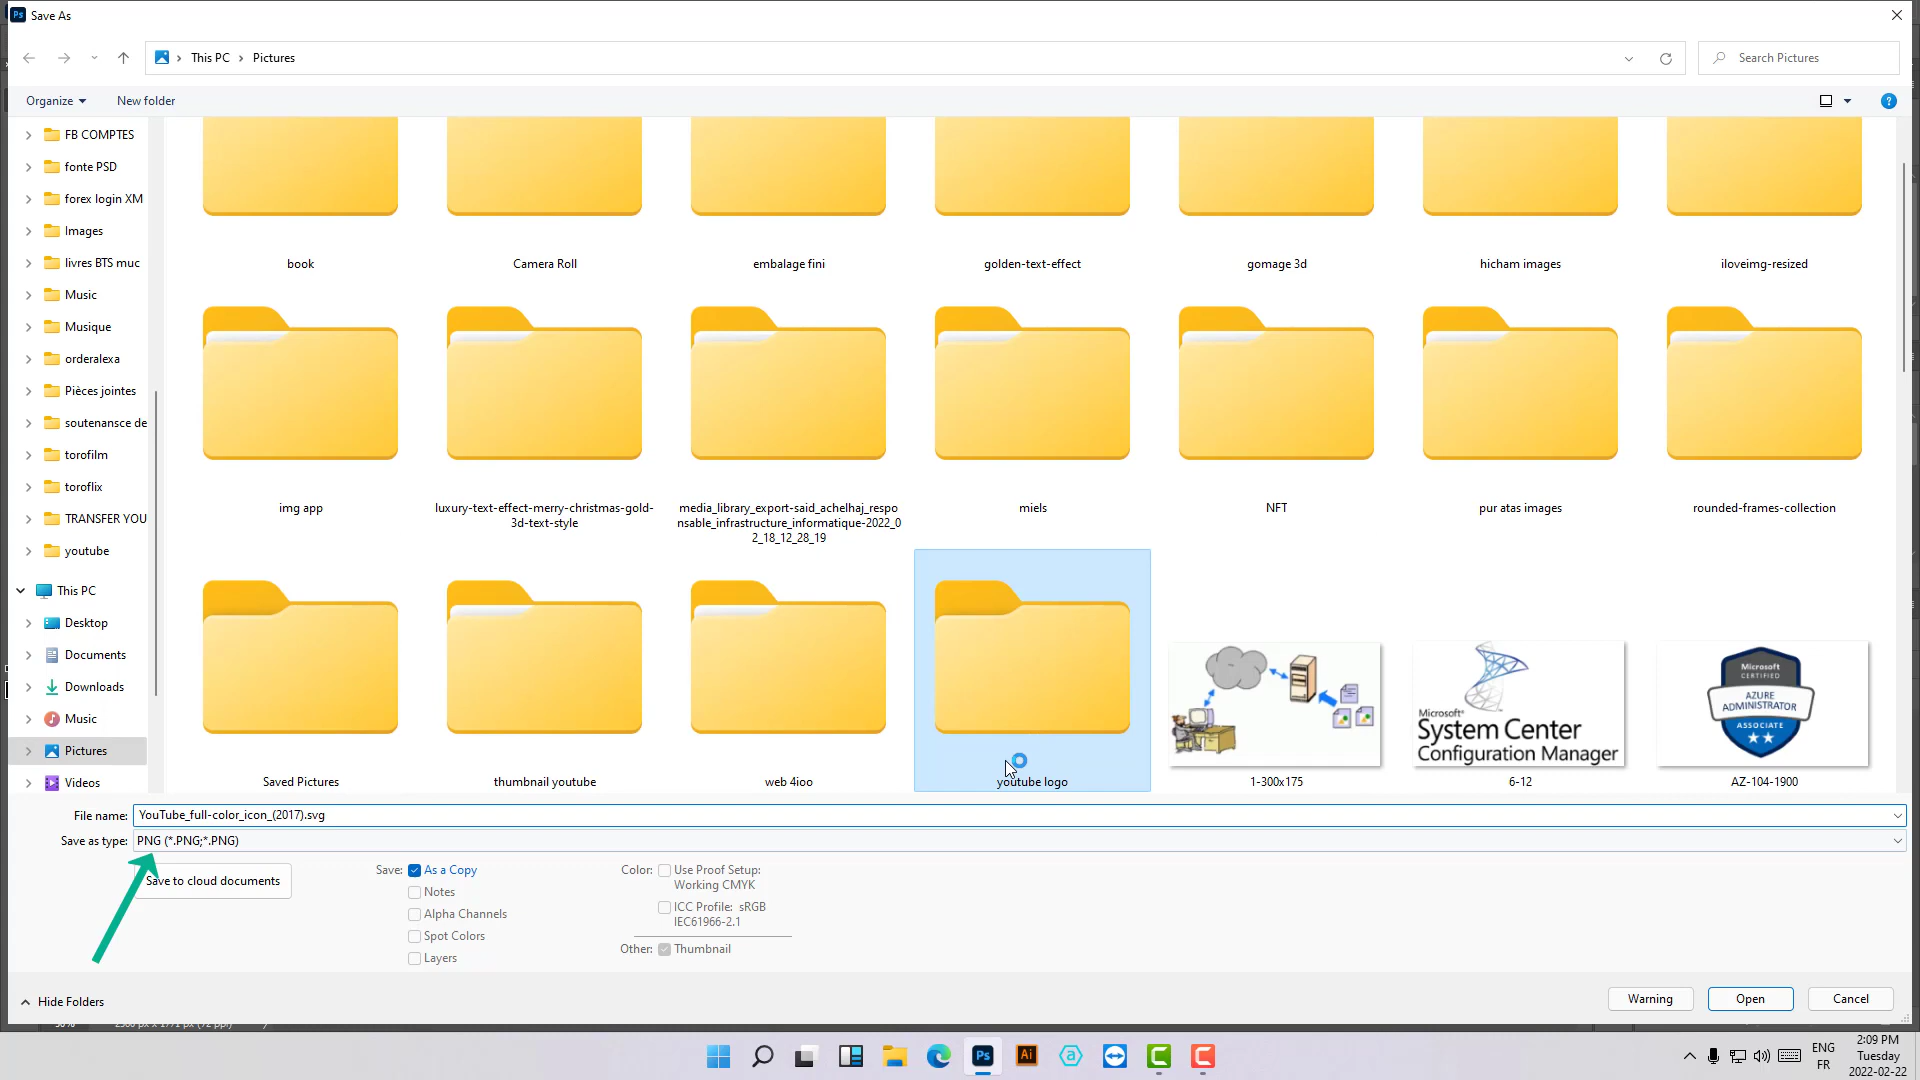 Ps Save As
This PC > Pictures
Search Pictures
Organize
New folder
FB COMPTES
fonte PSD
forex login XM
Images
livres BTS muc
Music
Musique
orderalexa
Pièces jointes
soutenansce de
torofilm
toroflix
TRANSFER YOU
youtube
This PC
Desktop
Documents
Downloads
Music
Pictures
Videos
book
Camera Roll
embalage fini
golden-text-effect
gomage 3d
hicham images
iloveimg-resized
img app
luxury-text-effect-merry-christmas-gold-
3d-text-style
media_library_export-said_achelhaj_respo
nsable_infrastructure_informatique-2022_0
2_18_12_28_19
miels
NFT
pur atas images
rounded-frames-collection
Microsoft
System Center
Configuration Manager
Microsoft
CERTIFIED
AZURE
ADMINISTRATOR
ASSOCIATE
Saved Pictures
thumbnail youtube
web 4ioo
youtube logo
1-300x175
6-12
AZ-104-1900
File name: YouTube_full-color_icon_(2017).svg
Save as type: PNG (*.PNG;*.PNG)
Save to cloud documents
Save: As a Copy
Notes
Alpha Channels
Spot Colors
Layers
Color: Use Proof Setup:
Working CMYK
ICC Profile: sRGB
IEC61966-2.1
Other: Thumbnail
Hide Folders
Warning
Open
Cancel
Ps
Ai
ENG
FR
2:09 PM
Tuesday
2022-02-22